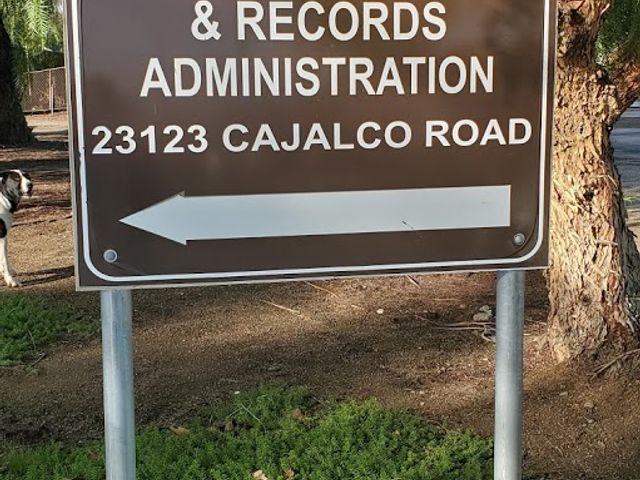 & RECORDS
ADMINISTRATION
23123 CAJALCO ROAD